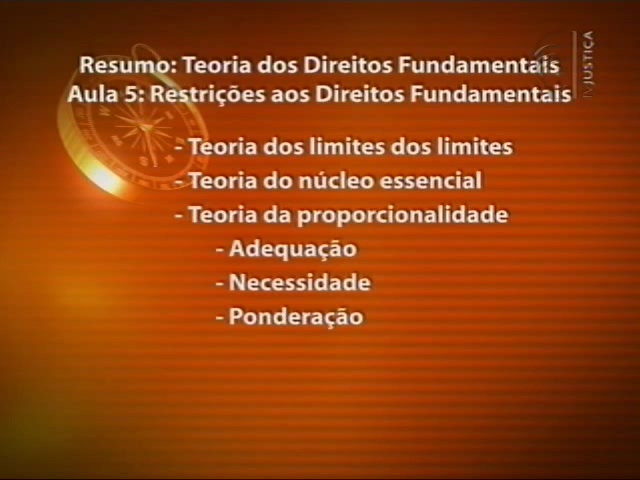 Resumo: Teoria dos Direitos Fundamentais
Aula 5: Restrições aos Direitos Fundamentais
- Teoria dos limites dos limites
- Teoria do núcleo essencial
- Teoria da proporcionalidade
- Adequação
- Necessidade
- Ponderação
TV JUSTIÇA